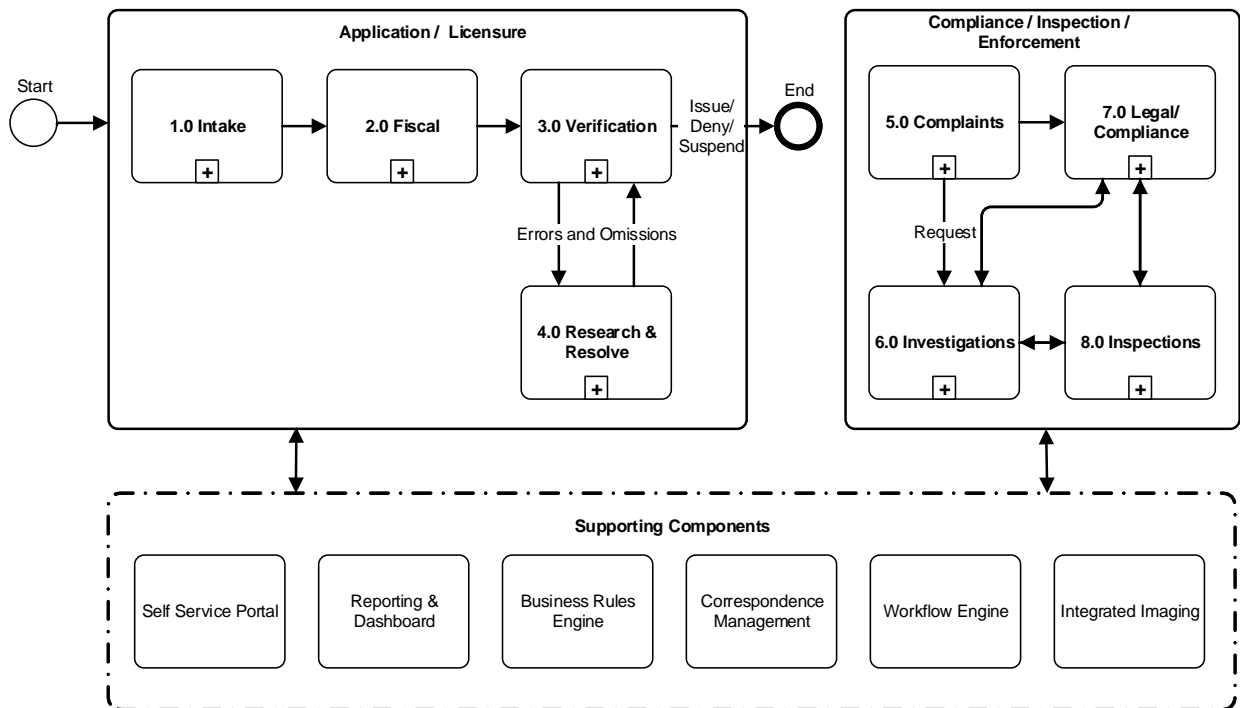 Application / Licensure
Start
1.0 Intake
+
2.0 Fiscal
+
3.0 Verification
+
Issue/
Deny/
Suspend
End
Errors and Omissions
4.0 Research &
Resolve
+
Compliance / Inspection /
Enforcement
5.0 Complaints
+
7.0 Legal/
Compliance
+
Request
6.0 Investigations
+
8.0 Inspections
+
Supporting Components
Self Service Portal
Reporting &
Dashboard
Business Rules
Engine
Correspondence
Management
Workflow Engine
Integrated Imaging